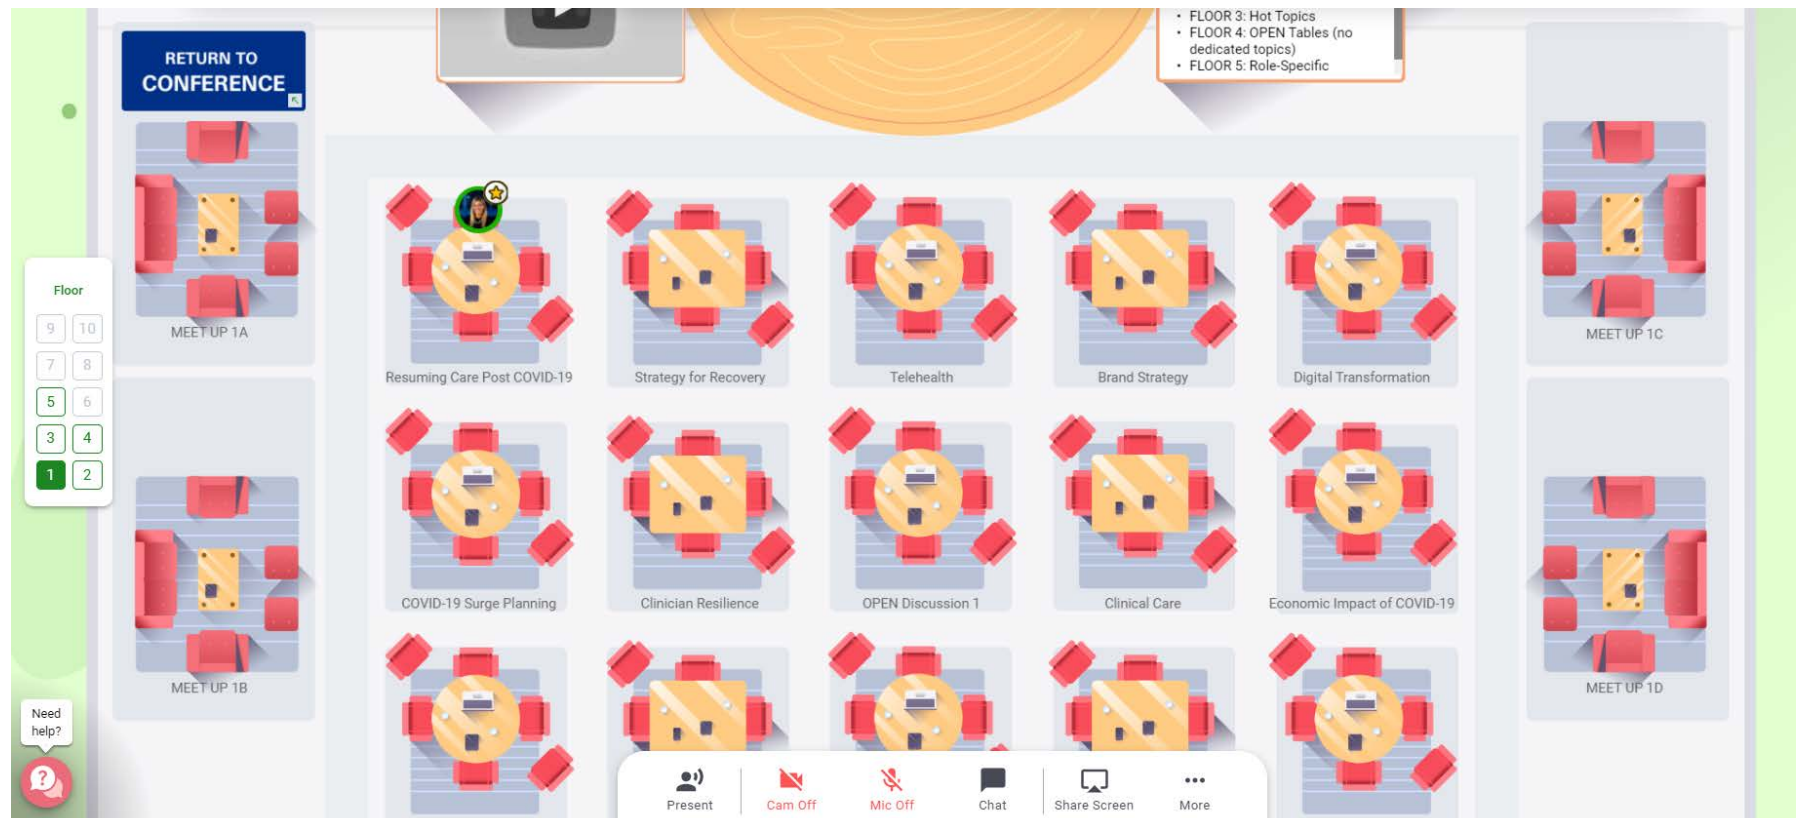 RETURN TO
CONFERENCE
• FLOOR 3: Hot Topics
• FLOOR 4: OPEN Tables (no
dedicated topics)
• FLOOR 5: Role-Specific
MEET UP 1A
MEET UP 1C
Floor
9 10
7 8
5 6
3 4
1 2
Resuming Care Post COVID-19
Strategy for Recovery
Telehealth
Brand Strategy
Digital Transformation
COVID-19 Surge Planning
Clinician Resilience
OPEN Discussion 1
Clinical Care
Economic Impact of COVID-19
MEET UP 1B
MEET UP 1D
Need
help?
?
Present
Cam Off
Mic Off
Chat
Share Screen
More